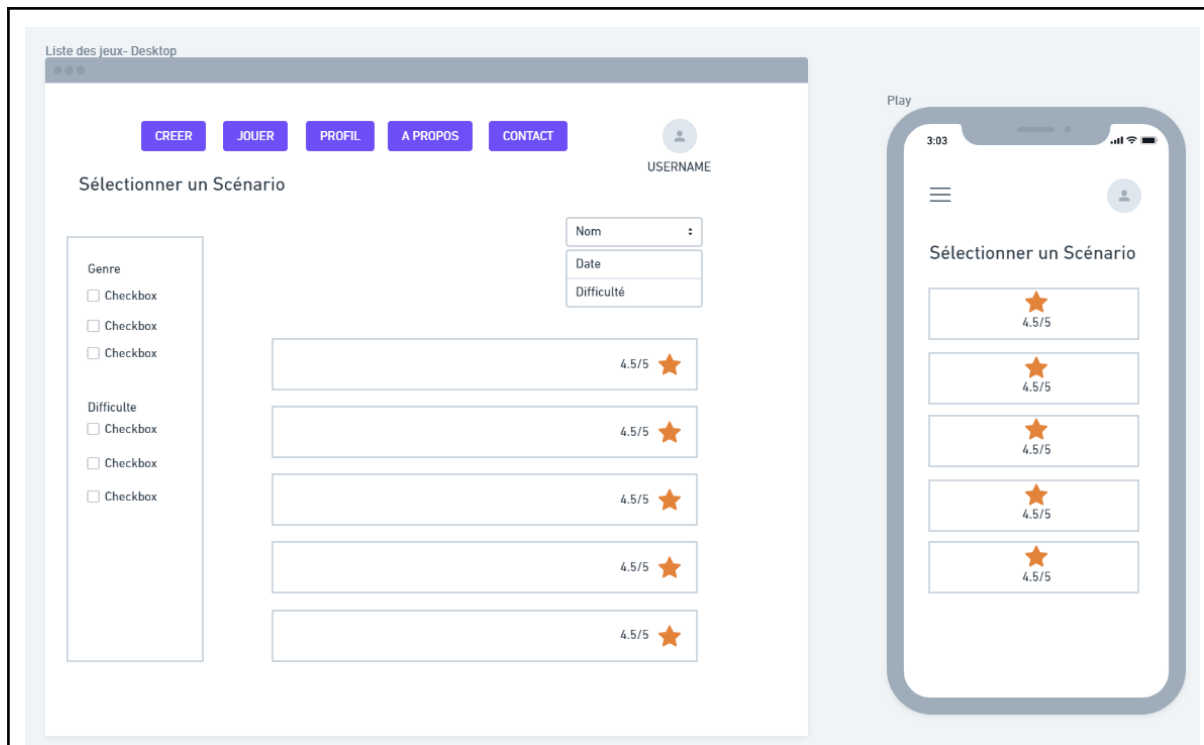 Liste des jeux- Desktop
CREER JOUER PROFIL A PROPOS CONTACT
USERNAME
Sélectionner un Scénario
Nom
Date
Difficulté
Genre
Checkbox
Checkbox
Checkbox
Difficulte
Checkbox
Checkbox
Checkbox
4.5/5
4.5/5
4.5/5
4.5/5
4.5/5
Play
3:03
Sélectionner un Scénario
4.5/5
4.5/5
4.5/5
4.5/5
4.5/5